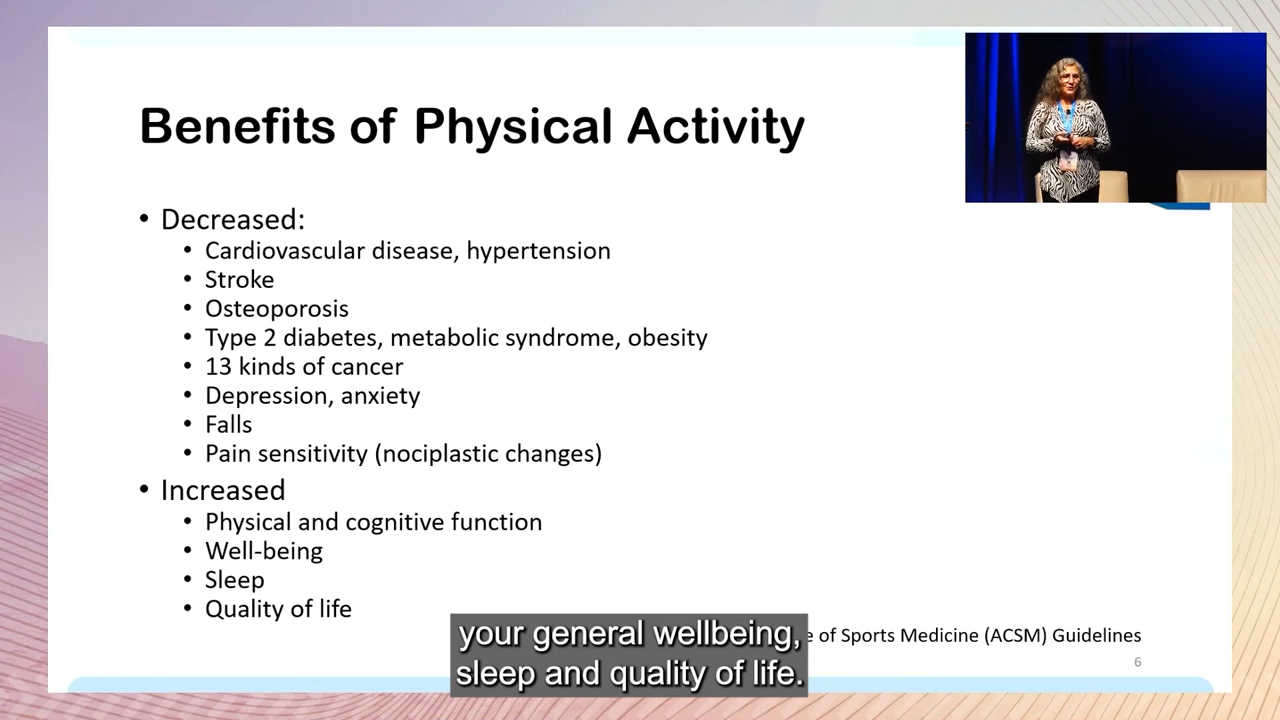 Benefits of Physical Activity
• Decreased:
• Cardiovascular disease, hypertension
• Stroke
• Osteoporosis
• Type 2 diabetes, metabolic syndrome, obesity
• 13 kinds of cancer
• Depression, anxiety
• Falls
• Pain sensitivity (nociplastic changes)
• Increased
• Physical and cognitive function
• Well-being
• Sleep
• Quality of life
of Sports Medicine (ACSM) Guidelines
6
your general wellbeing,
sleep and quality of life.